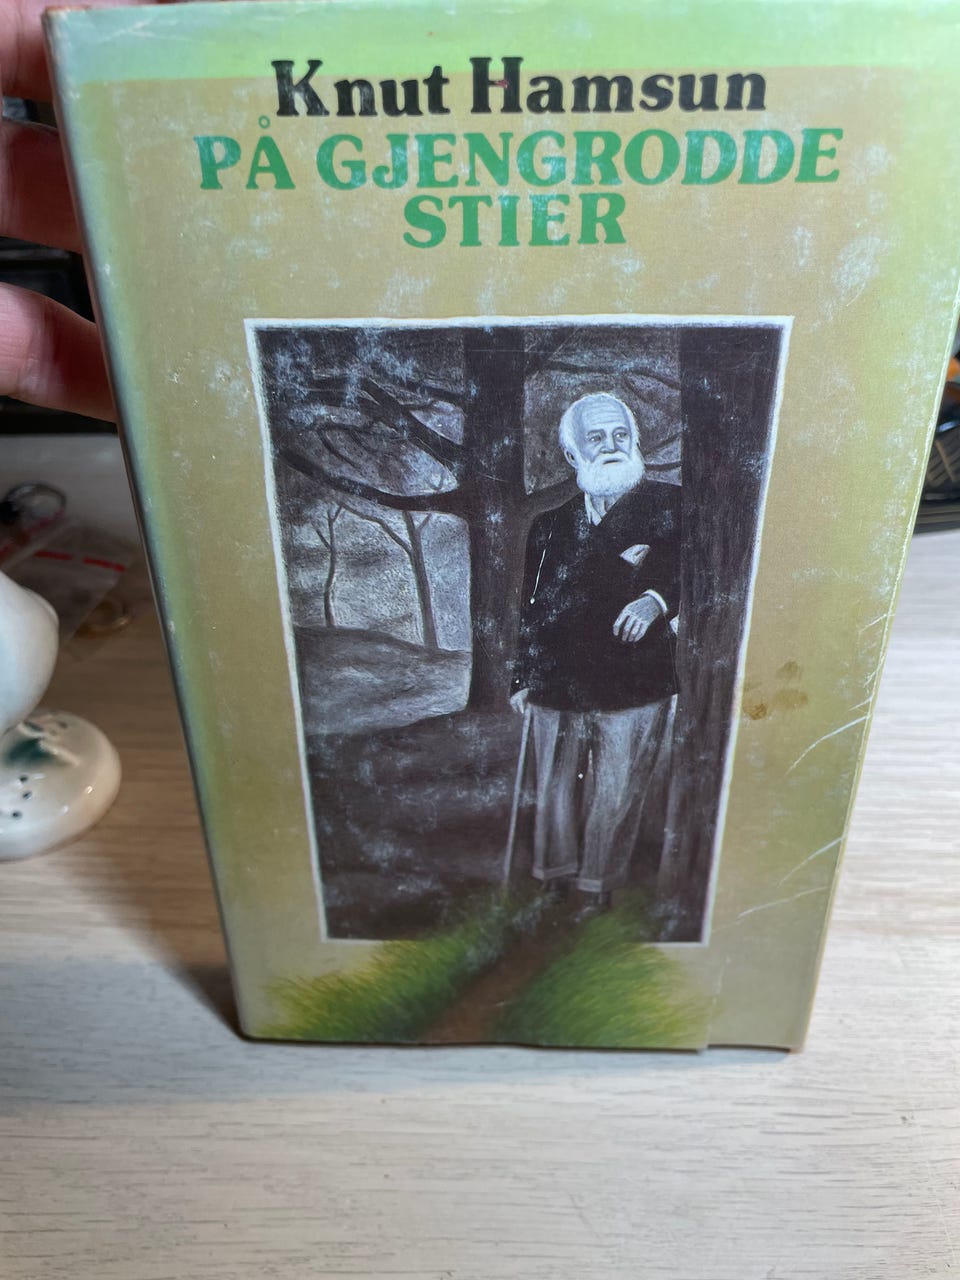 Knut Hamsun
PÅ GJENGRODDE
STIER